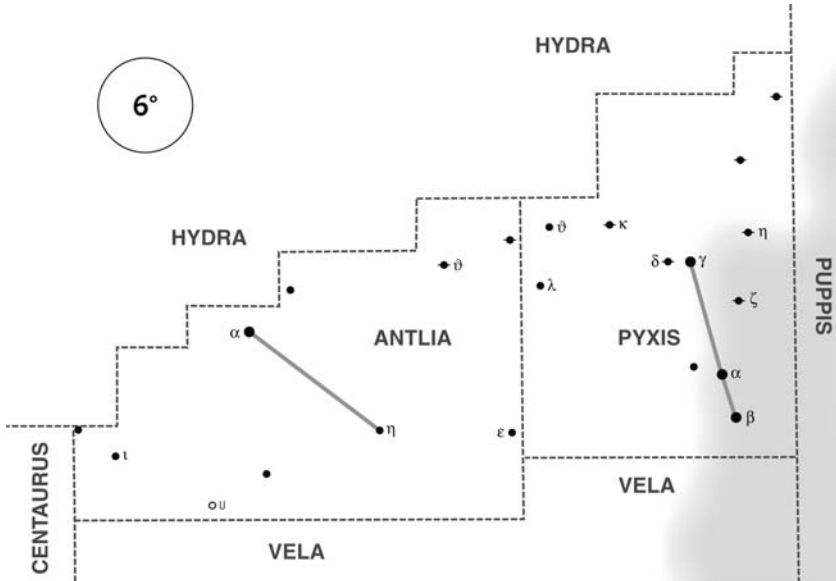 HYDRA
6°
HYDRA
ϑ
κ
η
ϑ
δ
γ
λ
ζ
α
ANTLIA
PYXIS
PUPPIS
α
β
η
ε
ι
U
VELA
CENTAURUS
VELA